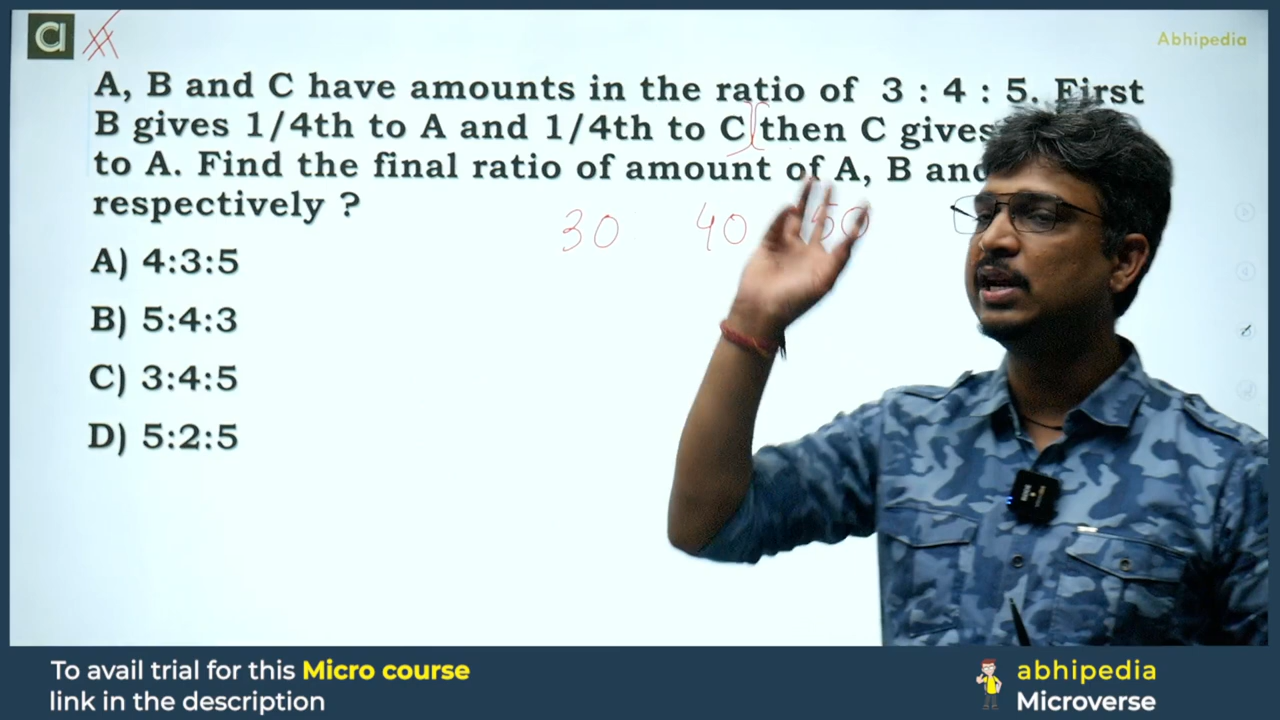 a
Abhipedia
A, B and C have amounts in the ratio of 3 : 4 : 5. First
B gives 1/4th to A and 1/4th to C then C gives
to A. Find the final ratio of amount of A, B and
respectively ?
30 40 50
A) 4:3:5
B) 5:4:3
C) 3:4:5
D) 5:2:5
To avail trial for this Micro course
link in the description
abhipedia
Microverse